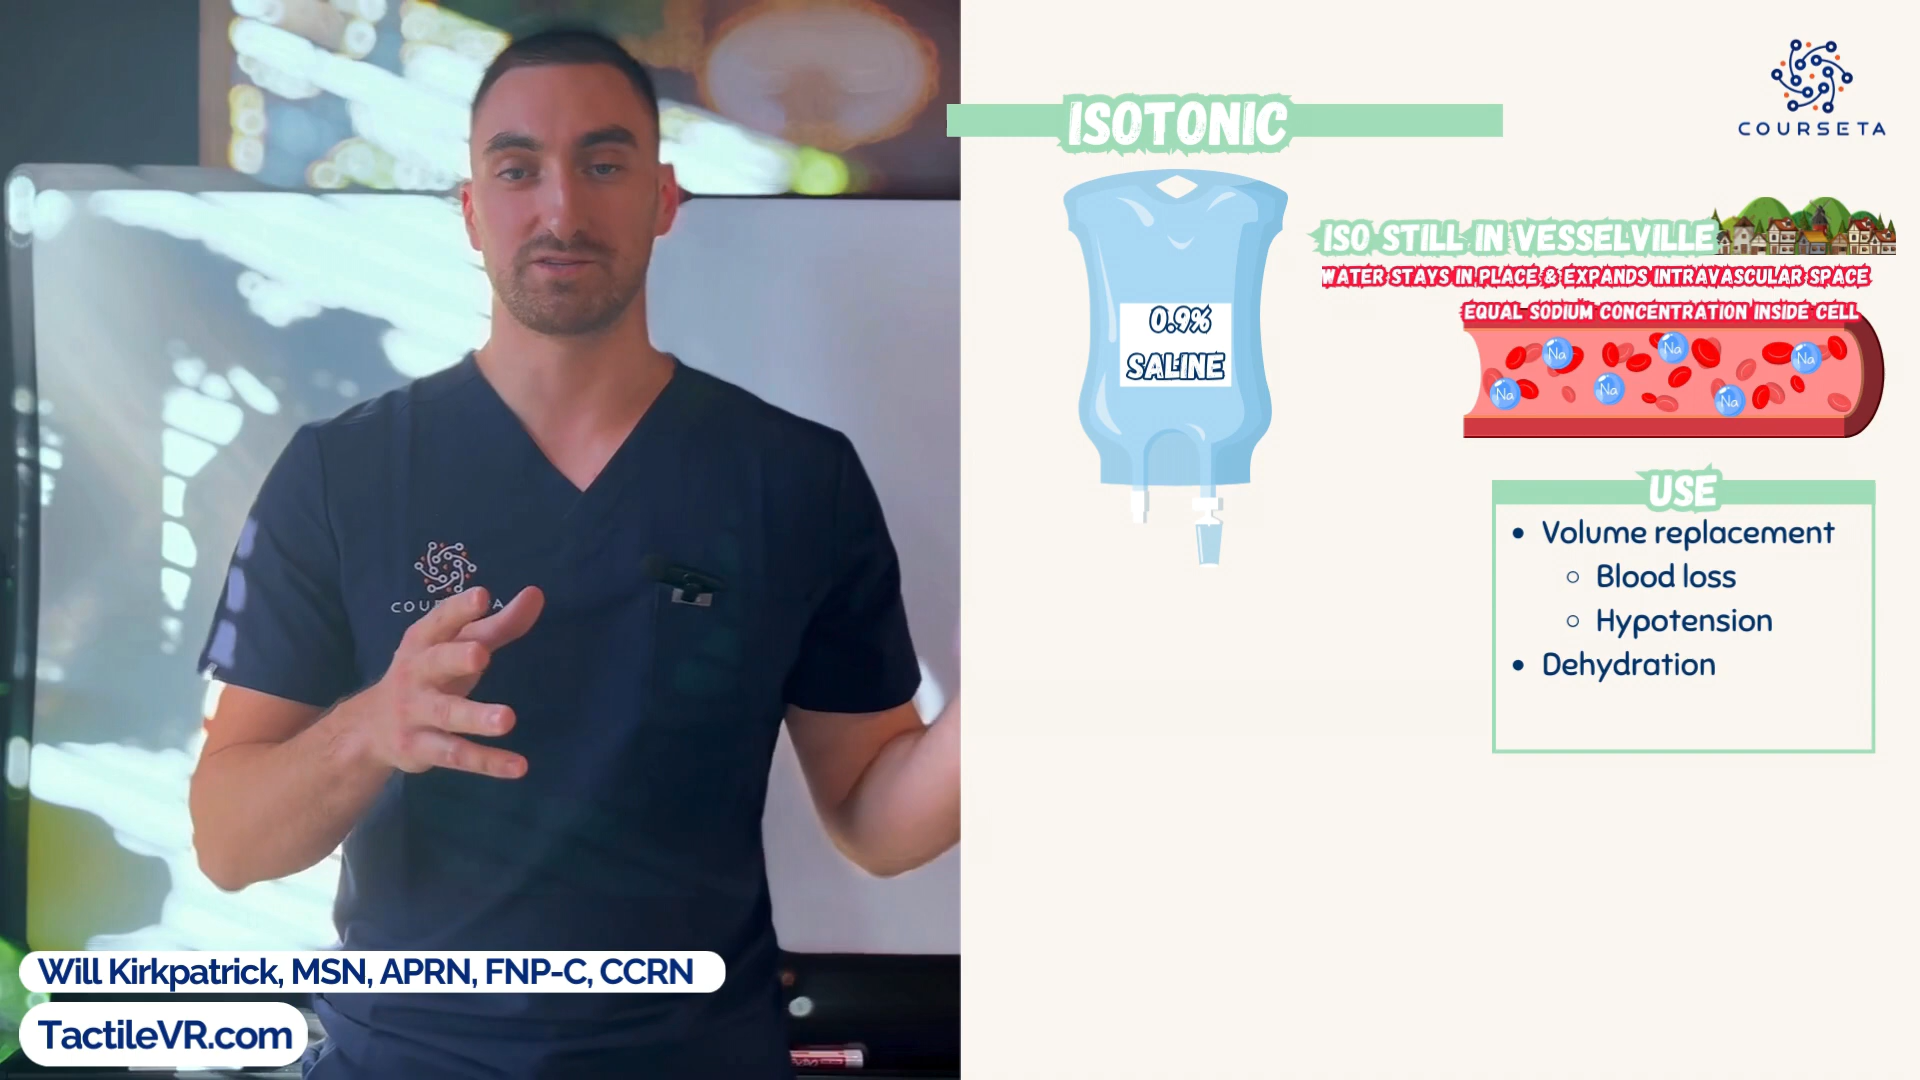 ISOTONIC
COURSETA
0.9%
SALINE
ISO STILL IN VESSELVILLE
WATER STAYS IN PLACE & EXPANDS INTRAVASCULAR SPACE
EQUAL SODIUM CONCENTRATION INSIDE CELL
Na
Na
Na
Na
Na
Na
USE
• Volume replacement
○ Blood loss
○ Hypotension
• Dehydration
Will Kirkpatrick, MSN, APRN, FNP-C, CCRN
TactileVR.com